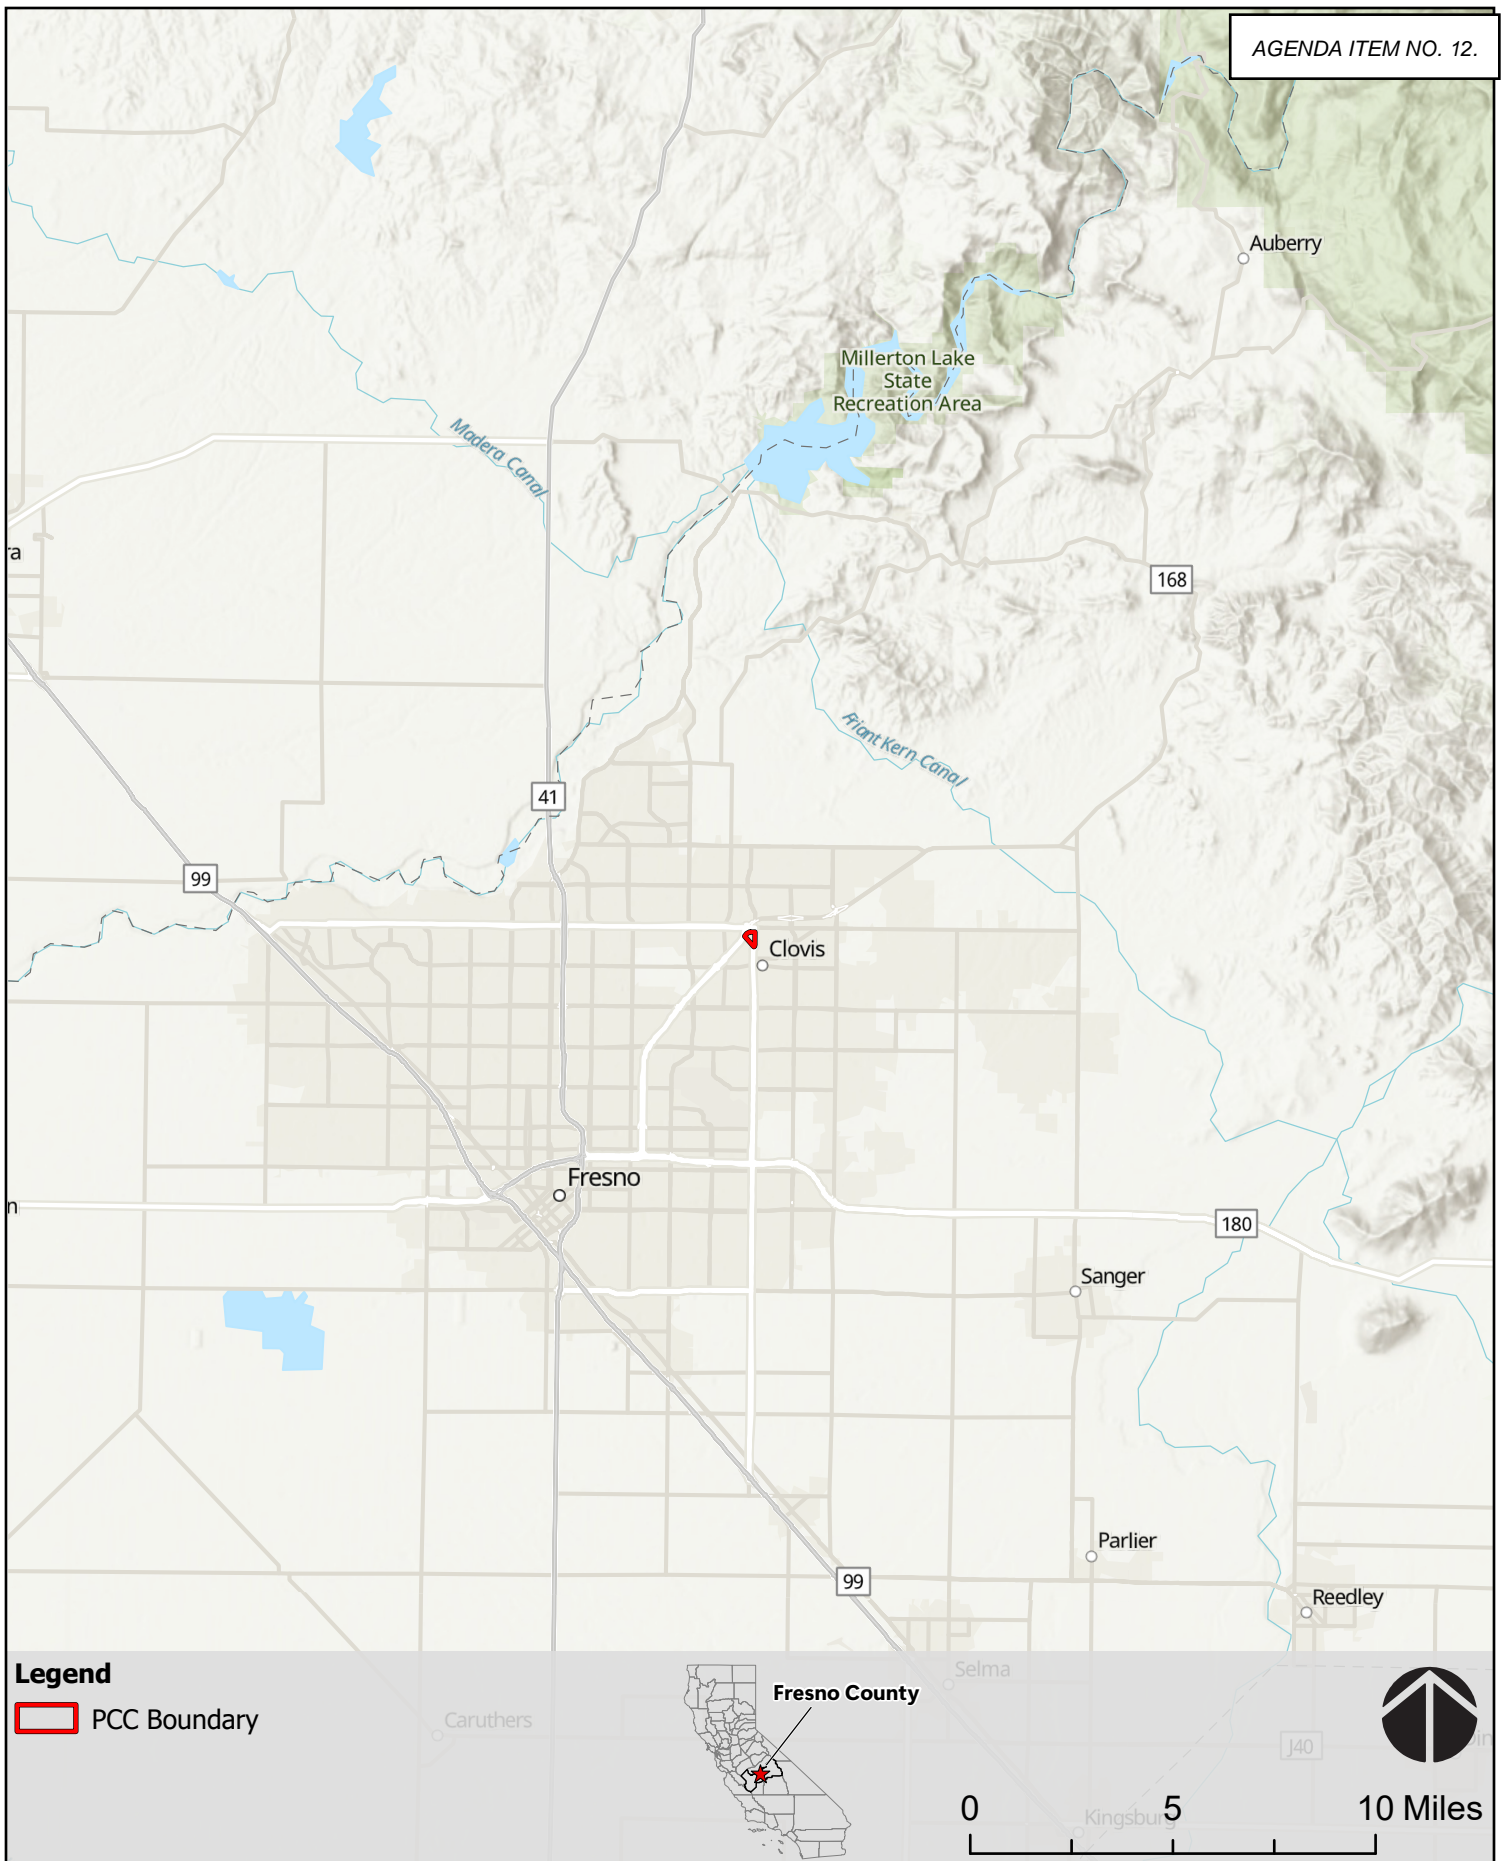 AGENDA ITEM NO. 12.
Auberry
Millerton Lake
State
Recreation Area
Madera Canal
ra
168
Friant Kern Canal
41
99
Clovis
Fresno
n
180
Sanger
Parlier
99
Reedley
Legend
PCC Boundary
Fresno County
Selma
Caruthers
J40
Kingsburg
0 5 10 Miles